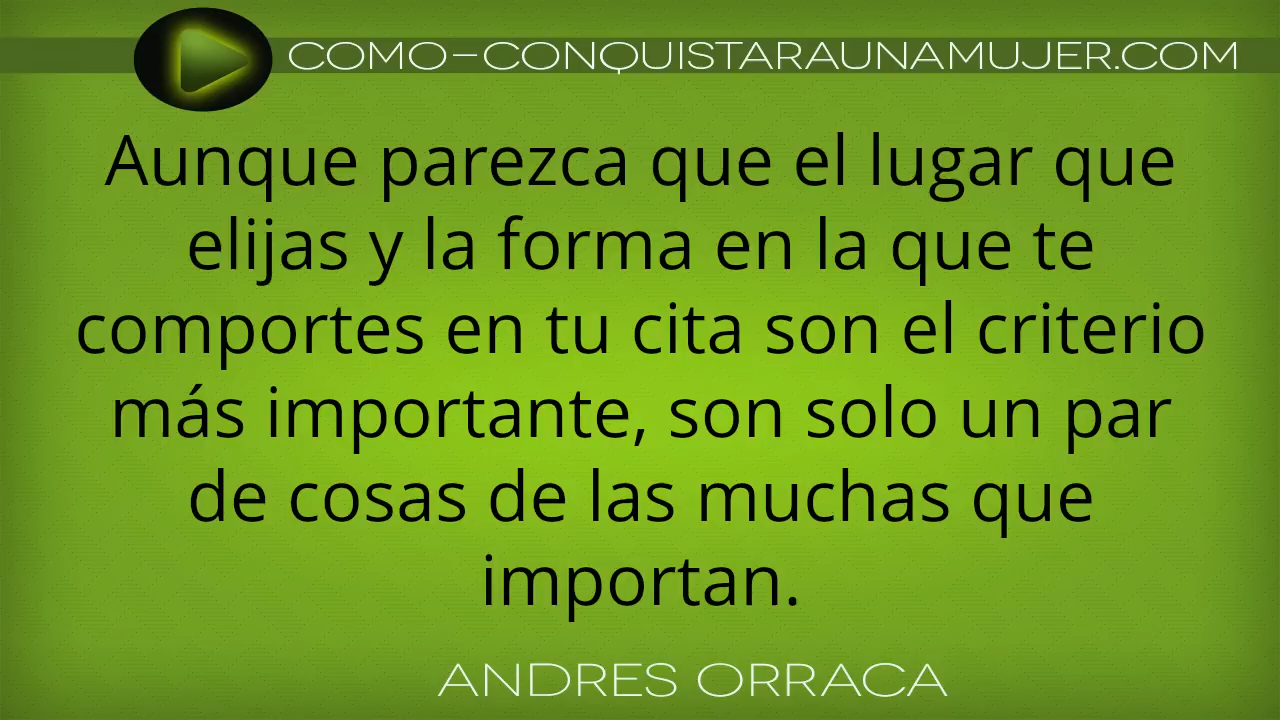 COMO-CONQUISTARAUNAMUJER.COM
Aunque parezca que el lugar que
elijas y la forma en la que te
comportes en tu cita son el criterio
más importante, son solo un par
de cosas de las muchas que
importan.
ANDRES ORRACA